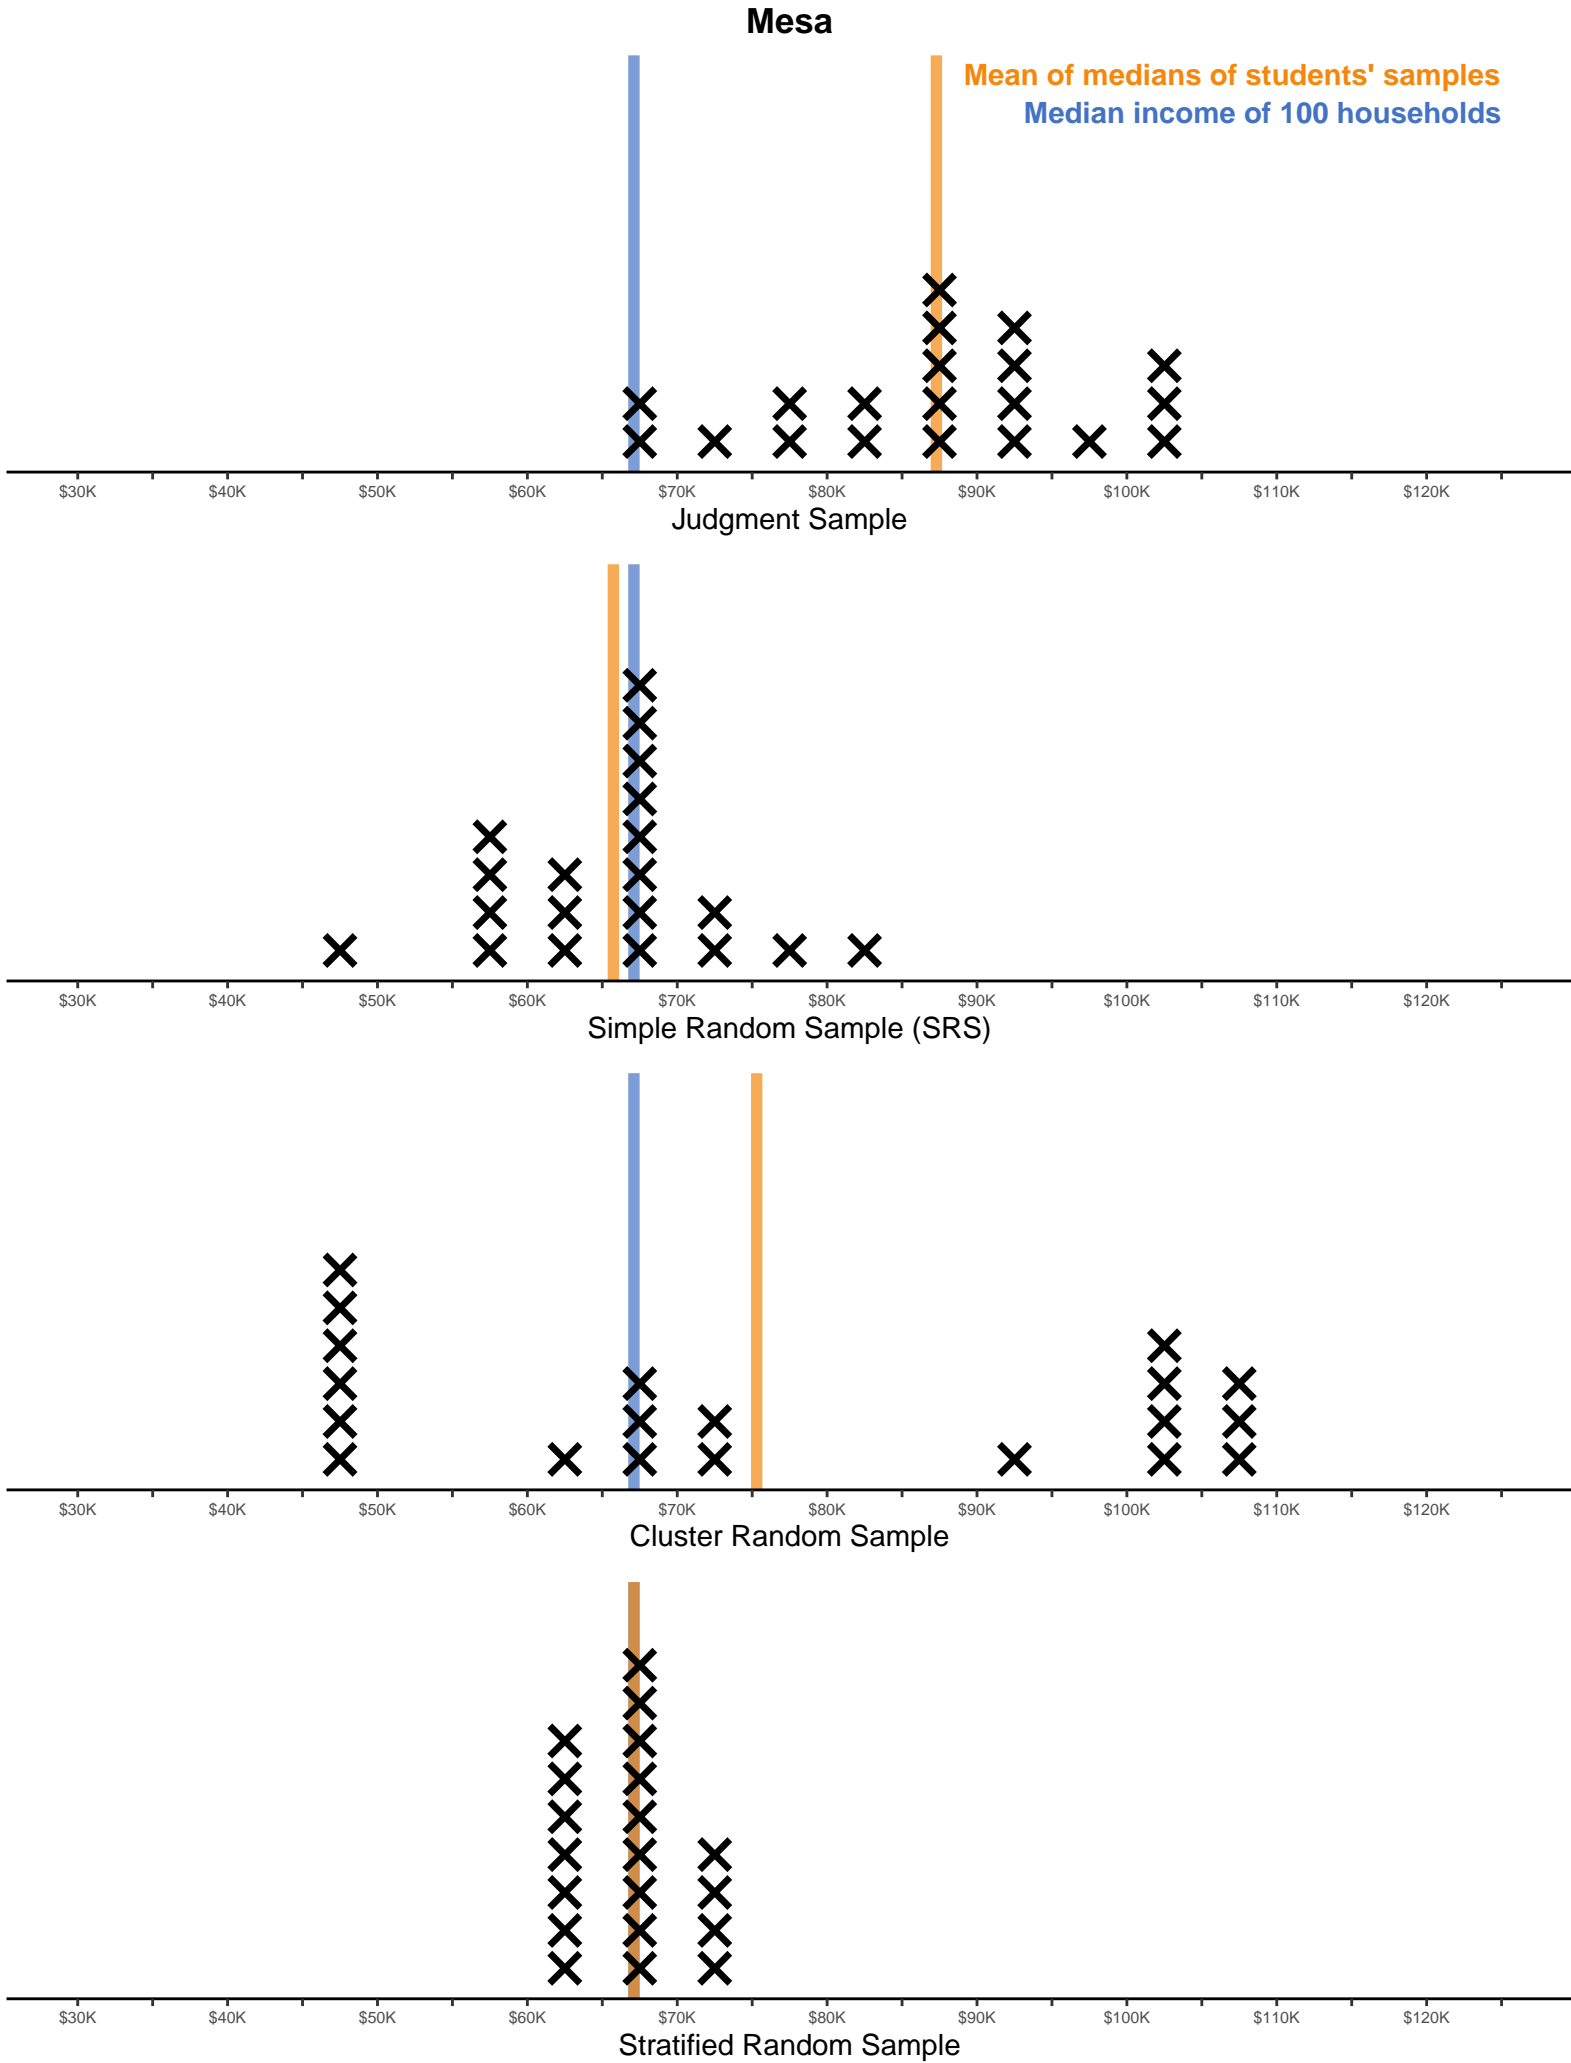 Mesa
Mean of medians of students' samples
Median income of 100 households
$30K $40K $50K $60K $70K $80K $90K $100K $110K $120K
Judgment Sample
$30K $40K $50K $60K $70K $80K $90K $100K $110K $120K
Simple Random Sample (SRS)
$30K $40K $50K $60K $70K $80K $90K $100K $110K $120K
Cluster Random Sample
$30K $40K $50K $60K $70K $80K $90K $100K $110K $120K
Stratified Random Sample